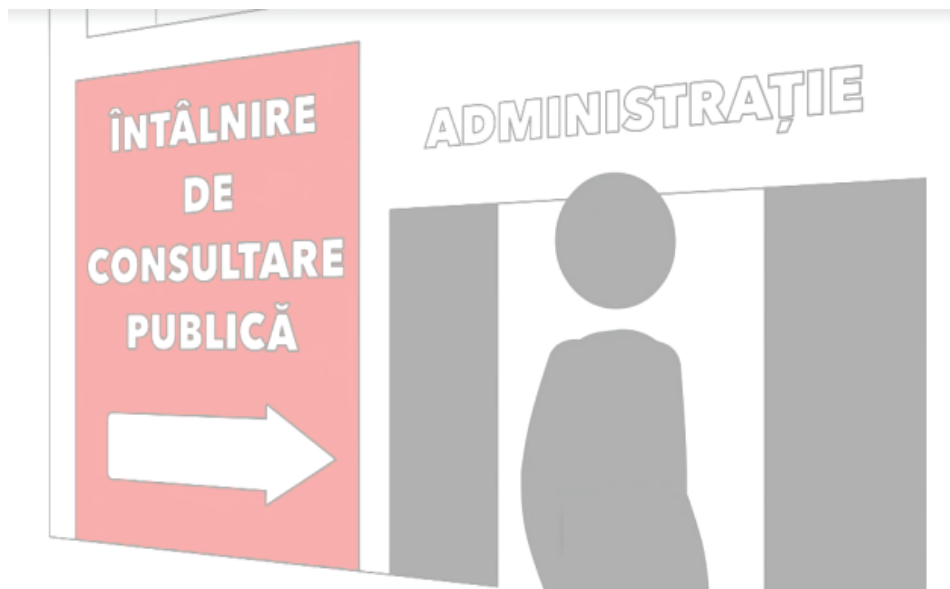 ÎNTÂLNIRE
DE
CONSULTARE
PUBLICĂ
ADMINISTRAȚIE